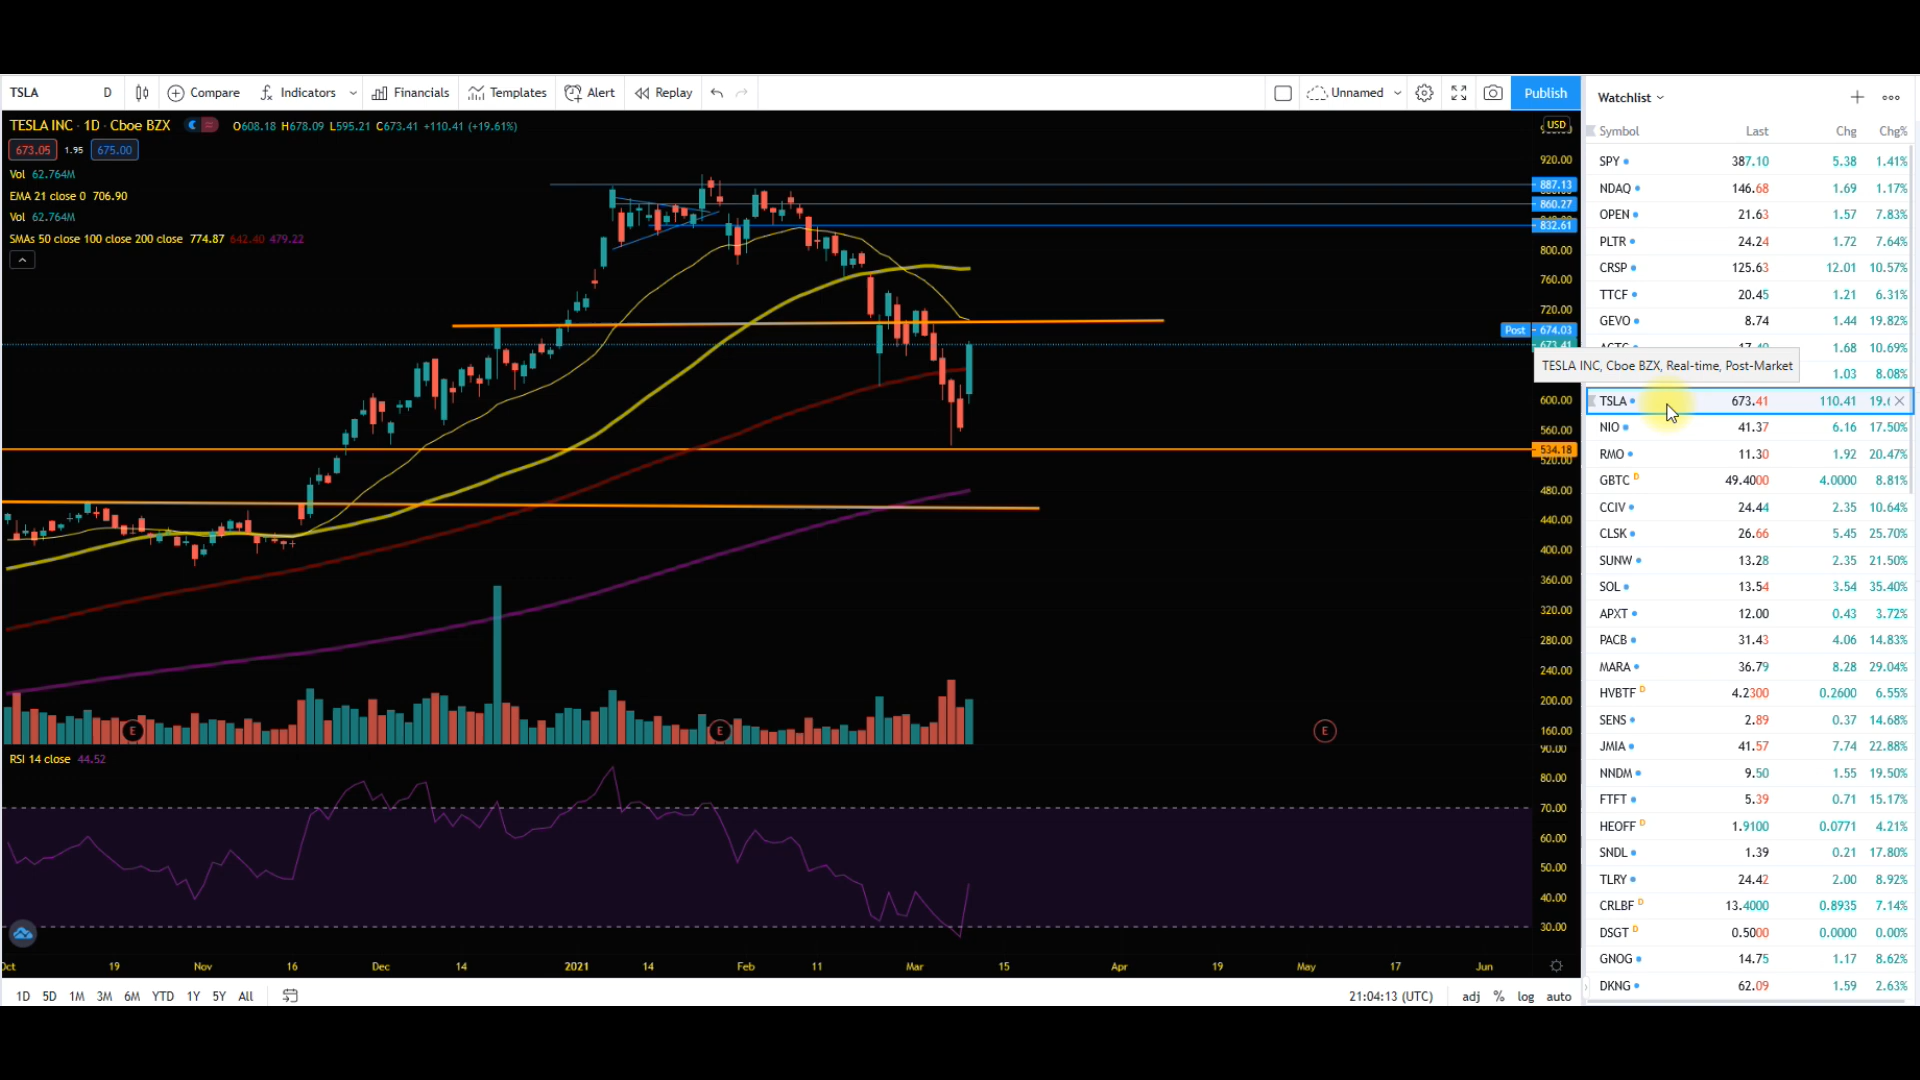 TSLA D Compare Indicators Financials Templates Alert Replay Unnamed Publish
TESLA INC · 1D · Cboe BZX O608.18 H678.09 L595.21 C673.41 +110.41 (+19.61%)
673.05 1.95 675.00
Vol 62.764M
EMA 21 close 0 706.90
Vol 62.764M
SMAs 50 close 100 close 200 close 774.87 642.40 479.22
USD
920.00
887.13
860.27
832.61
800.00
760.00
720.00
Post 674.03
673.41
600.00
560.00
534.18
520.00
480.00
440.00
400.00
360.00
320.00
280.00
240.00
200.00
160.00
E E E
RSI 14 close 44.52
90.00
80.00
70.00
60.00
50.00
40.00
30.00
Oct 19 Nov 16 Dec 14 2021 14 Feb 11 Mar 15 Apr 19 May 17 Jun
1D 5D 1M 3M 6M YTD 1Y 5Y All 21:04:13 (UTC) adj % log auto
Watchlist
Symbol Last Chg Chg%
SPY 387.10 5.38 1.41%
NDAQ 146.68 1.69 1.17%
OPEN 21.63 1.57 7.83%
PLTR 24.24 1.72 7.64%
CRSP 125.63 12.01 10.57%
TTCF 20.45 1.21 6.31%
GEVO 8.74 1.44 19.82%
1.68 10.69%
TESLA INC, Cboe BZX, Real-time, Post-Market
1.03 8.08%
TSLA 673.41 110.41 19.
NIO 41.37 6.16 17.50%
RMO 11.30 1.92 20.47%
GBTC D 49.4000 4.0000 8.81%
CCIV 24.44 2.35 10.64%
CLSK 26.66 5.45 25.70%
SUNW 13.28 2.35 21.50%
SOL 13.54 3.54 35.40%
APXT 12.00 0.43 3.72%
PACB 31.43 4.06 14.83%
MARA 36.79 8.28 29.04%
HVBTF D 4.2300 0.2600 6.55%
SENS 2.89 0.37 14.68%
JMIA 41.57 7.74 22.88%
NNDM 9.50 1.55 19.50%
FTFT 5.39 0.71 15.17%
HEOFF D 1.9100 0.0771 4.21%
SNDL 1.39 0.21 17.80%
TLRY 24.42 2.00 8.92%
CRLBF D 13.4000 0.8935 7.14%
DSGT D 0.5000 0.0000 0.00%
GNOG 14.75 1.17 8.62%
DKNG 62.09 1.59 2.63%